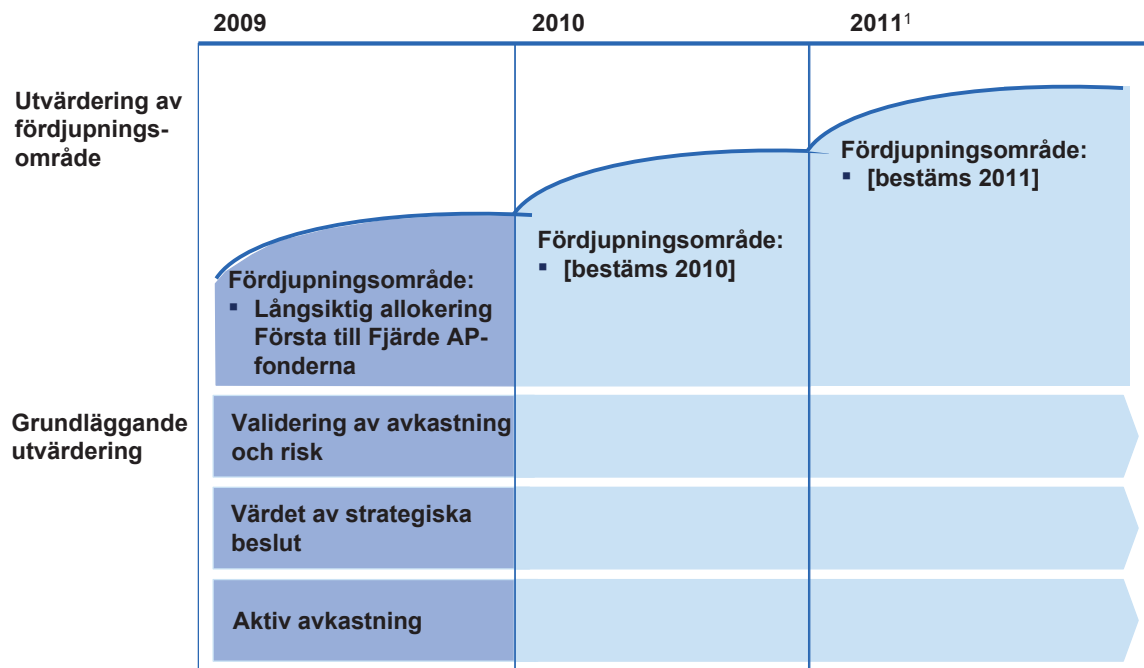 2009
2010
2011¹
Utvärdering av
fördjupnings-
område
Fördjupningsområde:
▪ Långsiktig allokering
Första till Fjärde AP-
fonderna
Fördjupningsområde:
▪ [bestäms 2010]
Fördjupningsområde:
▪ [bestäms 2011]
Grundläggande
utvärdering
Validering av avkastning
och risk
Värdet av strategiska
beslut
Aktiv avkastning